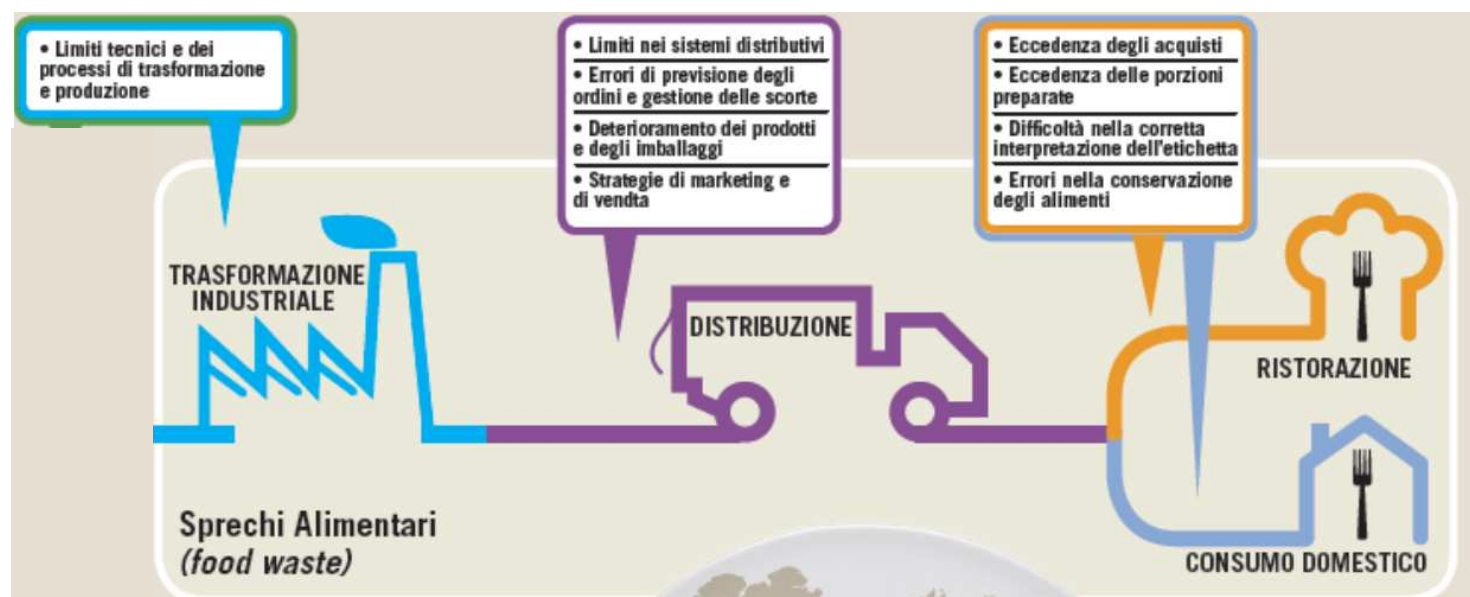 • Limiti tecnici e dei
processi di trasformazione
e produzione
• Limiti nei sistemi distributivi
• Errori di previsione degli
ordini e gestione delle scorte
• Deterioramento dei prodotti
e degli imballaggi
• Strategie di marketing e
di vendta
• Eccedenza degli acquisti
• Eccedenza delle porzioni
preparate
• Difficoltà nella corretta
interpretazione dell'etichetta
• Errori nella conservazione
degli alimenti
TRASFORMAZIONE
INDUSTRIALE
DISTRIBUZIONE
RISTORAZIONE
CONSUMO DOMESTICO
Sprechi Alimentari
(food waste)